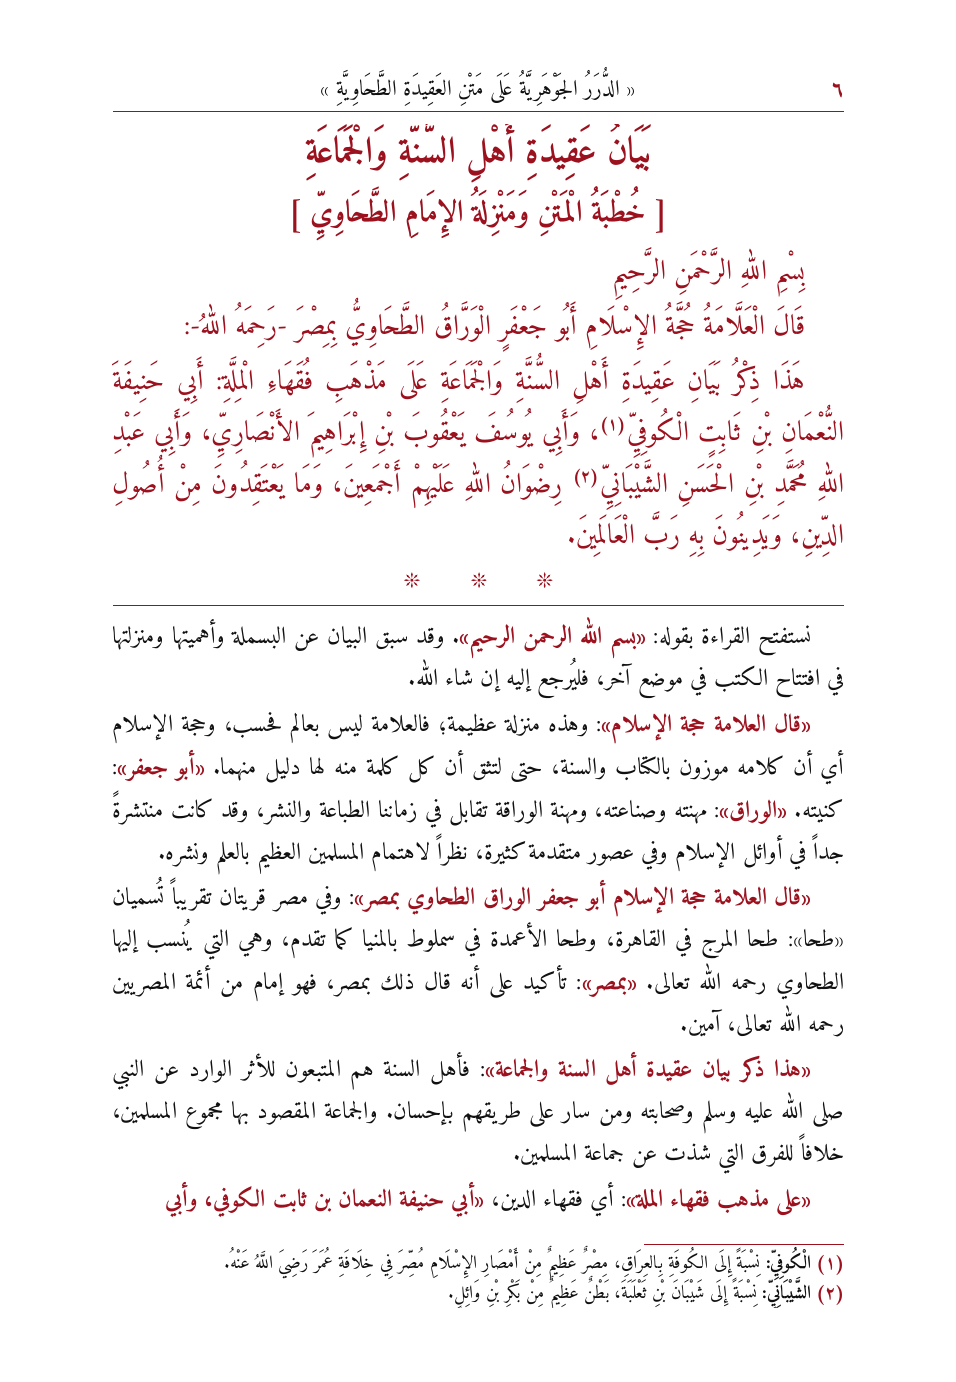 ٦
« الدُّرَرُ الجَوْهَرِيَّةُ عَلَى مَتْنِ العَقِيدَةِ الطَّحَاوِيَّةِ »
بَيَانُ عَقِيدَةِ أَهْلِ السُّنَّةِ وَالْجَمَاعَةِ
[ خُطْبَةُ الْمَتْنِ وَمَنْزِلَةُ الإِمَامِ الطَّحَاوِيِّ ]
بِسْمِ اللهِ الرَّحْمَنِ الرَّحِيمِ
قَالَ الْعَلَّامَةُ حُجَّةُ الإِسْلَامِ أَبُو جَعْفَرٍ الْوَرَّاقُ الطَّحَاوِيُّ بِمِصْرَ -رَحِمَهُ اللهُ-:
هَذَا ذِكْرُ بَيَانِ عَقِيدَةِ أَهْلِ السُّنَّةِ وَالْجَمَاعَةِ عَلَى مَذْهَبِ فُقَهَاءِ الْمِلَّةِ: أَبِي حَنِيفَةَ
النُّعْمَانِ بْنِ ثَابِتٍ الْكُوفِيِّ(١)، وَأَبِي يُوسُفَ يَعْقُوبَ بْنِ إِبْرَاهِيمَ الأَنْصَارِيِّ، وَأَبِي عَبْدِ
اللهِ مُحَمَّدِ بْنِ الْحَسَنِ الشَّيْبَانِيِّ(٢) رِضْوَانُ اللهِ عَلَيْهِمْ أَجْمَعِينَ، وَمَا يَعْتَقِدُونَ مِنْ أُصُولِ
الدِّينِ، وَيَدِينُونَ بِهِ رَبَّ الْعَالَمِينَ.
نستفتح القراءة بقوله: «بسم الله الرحمن الرحيم». وقد سبق البيان عن البسملة وأهميتها ومنزلتها
في افتتاح الكتب في موضع آخر، فليُرجع إليه إن شاء الله.
«قال العلامة حجة الإسلام»: وهذه منزلة عظيمة؛ فالعلامة ليس بعالم فحسب، وحجة الإسلام
أي أن كلامه موزون بالكتاب والسنة، حتى لتثق أن كل كلمة منه لها دليل منهما. «أبو جعفر»:
كنيته. «الوراق»: مهنته وصناعته، ومهنة الوراقة تقابل في زماننا الطباعة والنشر، وقد كانت منتشرةً
جداً في أوائل الإسلام وفي عصور متقدمة كثيرة، نظراً لاهتمام المسلمين العظيم بالعلم ونشره.
«قال العلامة حجة الإسلام أبو جعفر الوراق الطحاوي بمصر»: وفي مصر قريتان تقريباً تُسميان
«طحا»: طحا المرج في القاهرة، وطحا الأعمدة في سملوط بالمنيا كما تقدم، وهي التي يُنسب إليها
الطحاوي رحمه الله تعالى. «بمصر»: تأكيد على أنه قال ذلك بمصر، فهو إمام من أئمة المصريين
رحمه الله تعالى، آمين.
«هذا ذكر بيان عقيدة أهل السنة والجماعة»: فأهل السنة هم المتبعون للأثر الوارد عن النبي
صلى الله عليه وسلم وصحابته ومن سار على طريقهم بإحسان. والجماعة المقصود بها مجموع المسلمين،
خلافاً للفرق التي شذت عن جماعة المسلمين.
«على مذهب فقهاء الملة»: أي فقهاء الدين، «أبي حنيفة النعمان بن ثابت الكوفي، وأبي
(١) الْكُوفِيِّ: نِسْبَةً إِلَى الكُوفَةِ بِالعِرَاقِ، مِصْرٌ عَظِيمٌ مِنْ أَمْصَارِ الإِسْلَامِ مُصِّرَ فِي خِلَافَةِ عُمَرَ رَضِيَ اللَّهُ عَنْهُ.
(٢) الشَّيْبَانِيِّ: نِسْبَةً إِلَى شَيْبَانَ بْنِ ثَعْلَبَةَ، بَطْنٌ عَظِيمٌ مِنْ بَكْرِ بْنِ وَائِلِ.